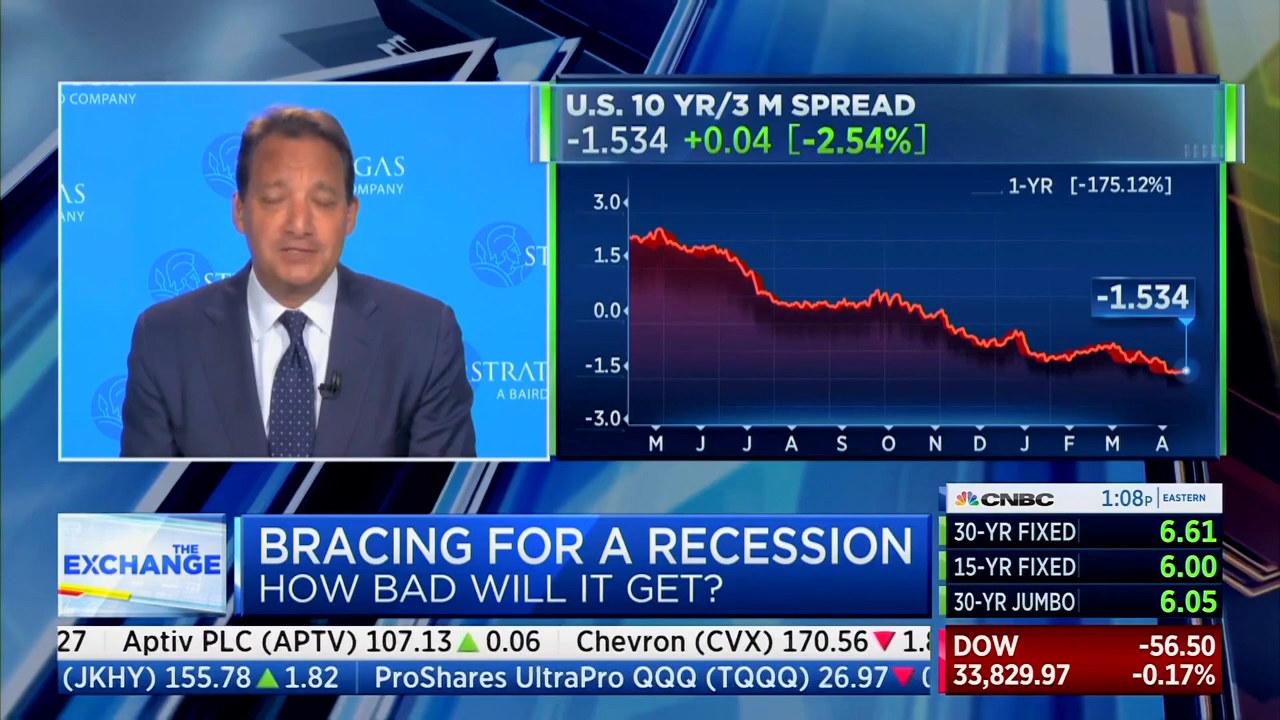 D COMPANY
GAS
OMPANY
AS
ANY
ST
STR
STRAT
A BAIRD
U.S. 10 YR/3 M SPREAD
-1.534 +0.04 [-2.54%]
1-YR [-175.12%]
3.0
1.5
0.0
-1.5
-3.0
-1.534
M J J A S O N D J F M A
THE
EXCHANGE
BRACING FOR A RECESSION
HOW BAD WILL IT GET?
CNBC 1:08P EASTERN
30-YR FIXED 6.61
15-YR FIXED 6.00
30-YR JUMBO 6.05
DOW -56.50
33,829.97 -0.17%
27 Aptiv PLC (APTV) 107.13 ▲ 0.06 Chevron (CVX) 170.56 ▼ 1.8
(JKHY) 155.78 ▲ 1.82 ProShares UltraPro QQQ (TQQQ) 26.97 ▼